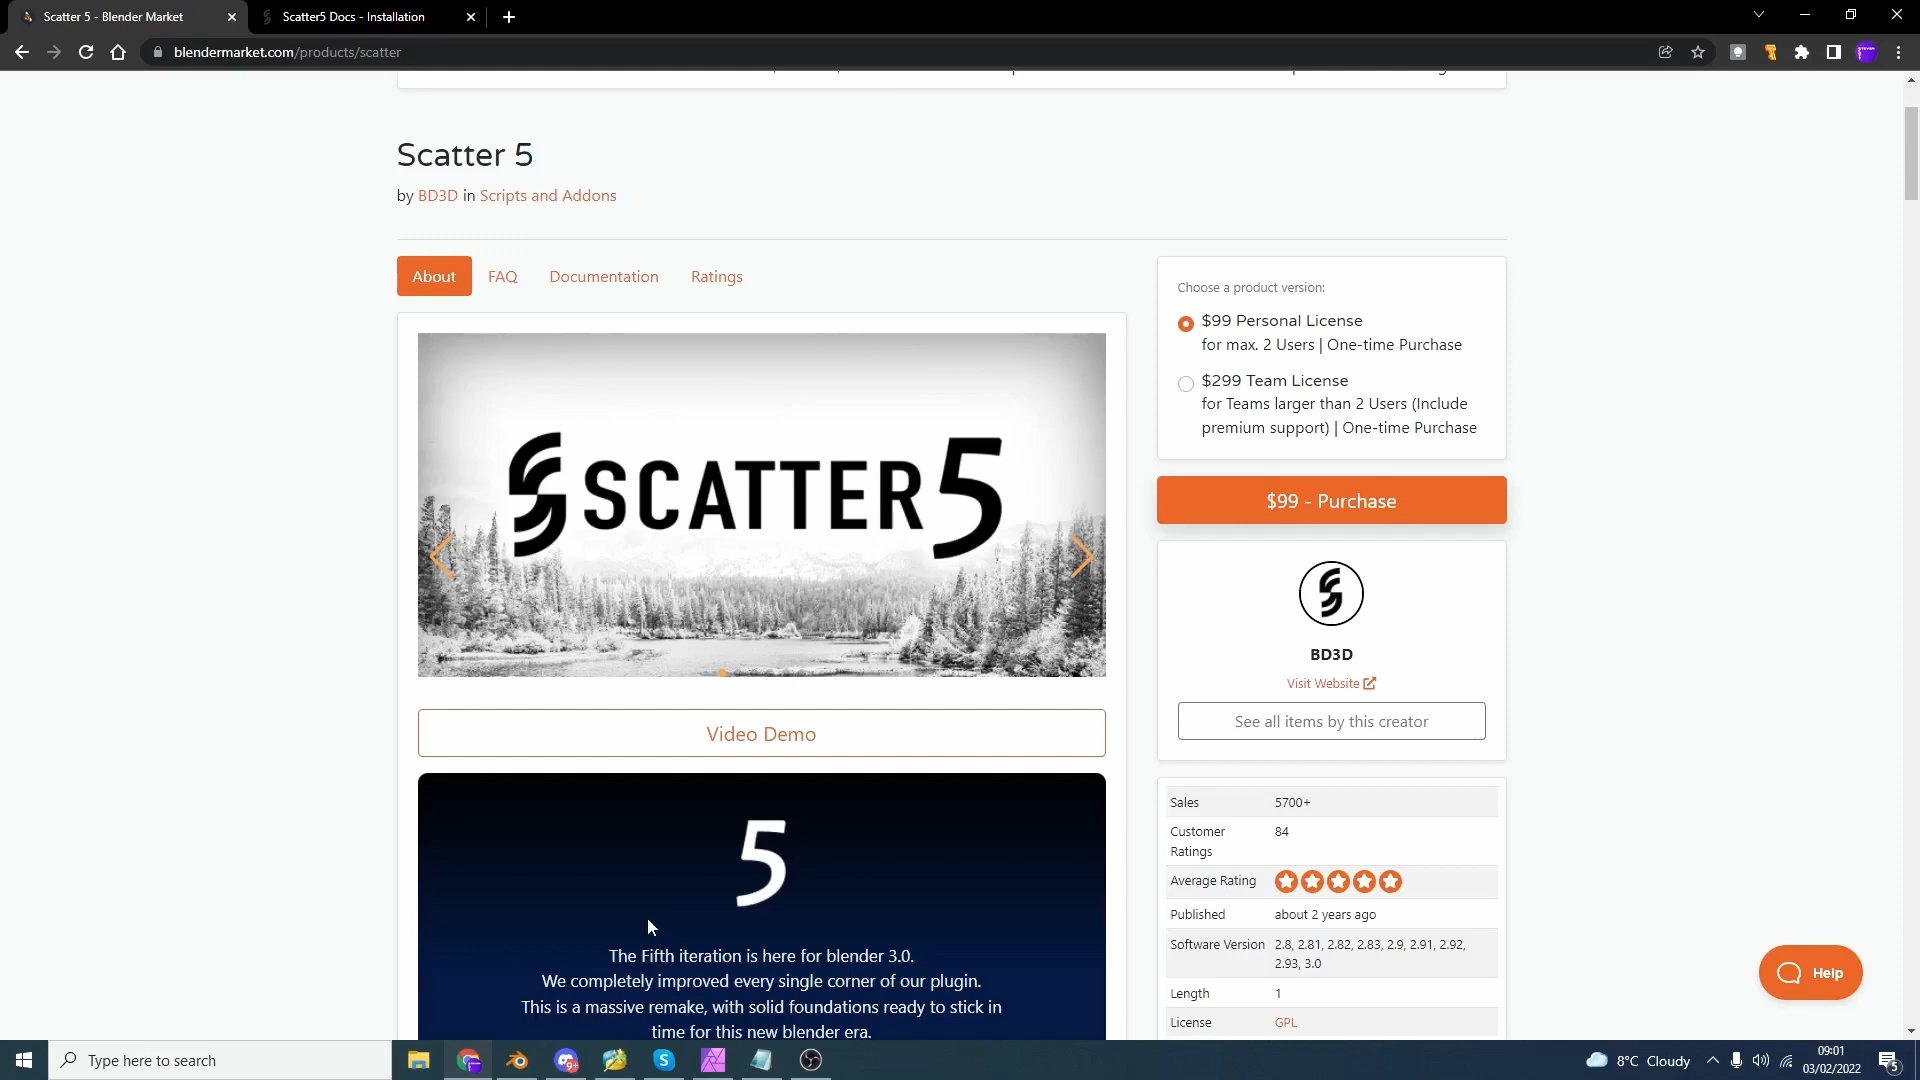 Scatter 5 - Blender Market
Scatter5 Docs - Installation
blendermarket.com/products/scatter
Scatter 5
by BD3D in Scripts and Addons
About
FAQ
Documentation
Ratings
SCATTER5
Video Demo
5
The Fifth iteration is here for blender 3.0.
We completely improved every single corner of our plugin.
This is a massive remake, with solid foundations ready to stick in
time for this new blender era.
Choose a product version:
$99 Personal License
for max. 2 Users | One-time Purchase
$299 Team License
for Teams larger than 2 Users (Include
premium support) | One-time Purchase
$99 - Purchase
BD3D
Visit Website
See all items by this creator
Sales 5700+
Customer Ratings 84
Average Rating
Published about 2 years ago
Software Version 2.8, 2.81, 2.82, 2.83, 2.9, 2.91, 2.92,
2.93, 3.0
Length 1
License GPL
Help
Type here to search
9+
8°C Cloudy
09:01
03/02/2022
5